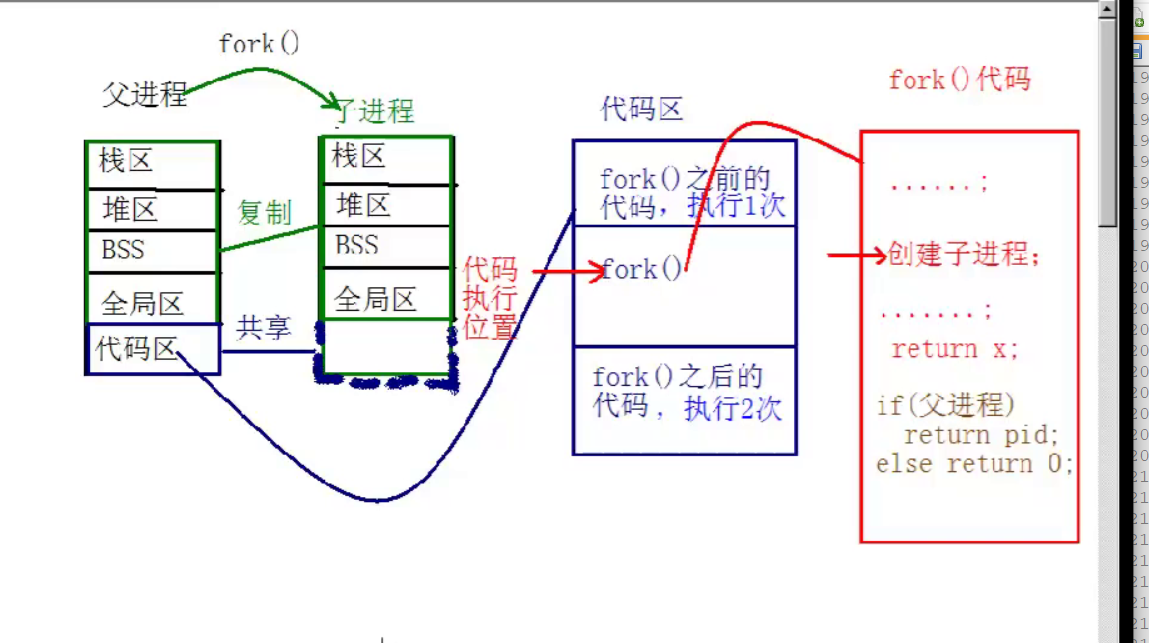 fork()
父进程
子进程
栈区
堆区
BSS
全局区
代码区
复制
共享
栈区
堆区
BSS
全局区
代码
执行
位置
代码区
fork()之前的
代码，执行1次
fork()
fork()之后的
代码，执行2次
fork()代码
......;
创建子进程;
.......;
return x;
if(父进程)
return pid;
else return 0;